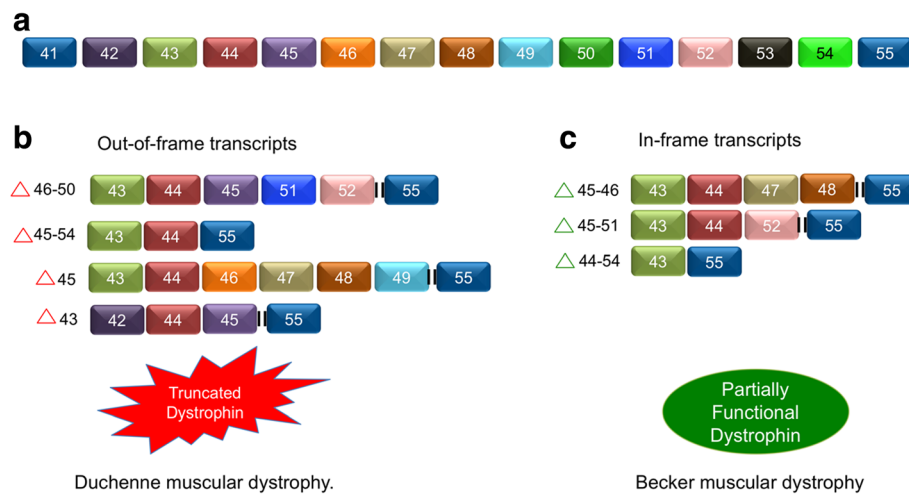 a
41 42 43 44 45 46 47 48 49 50 51 52 53 54 55
b
Out-of-frame transcripts
△ 46-50 43 44 45 51 52 55
△ 45-54 43 44 55
△ 45 43 44 46 47 48 49 55
△ 43 42 44 45 55
Truncated
Dystrophin
Duchenne muscular dystrophy.
c
In-frame transcripts
△ 45-46 43 44 47 48 55
△ 45-51 43 44 52 55
△ 44-54 43 55
Partially
Functional
Dystrophin
Becker muscular dystrophy